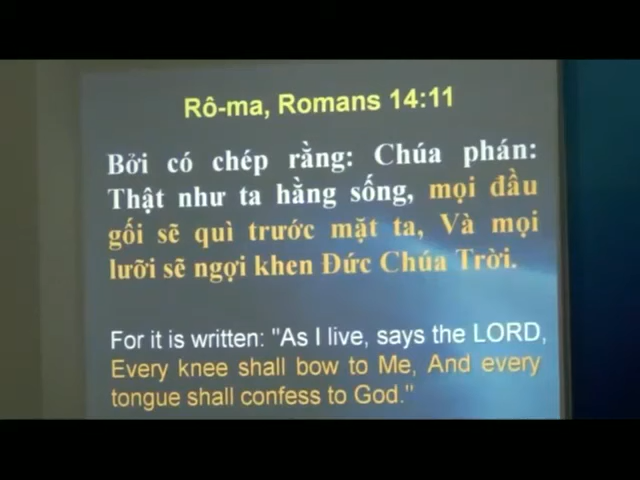 Rô-ma, Romans 14:11
Bởi có chép rằng: Chúa phán:
Thật như ta hằng sống, mọi đầu
gối sẽ quì trước mặt ta, Và mọi
lưỡi sẽ ngợi khen Đức Chúa Trời.
For it is written: "As I live, says the LORD,
Every knee shall bow to Me, And every
tongue shall confess to God."